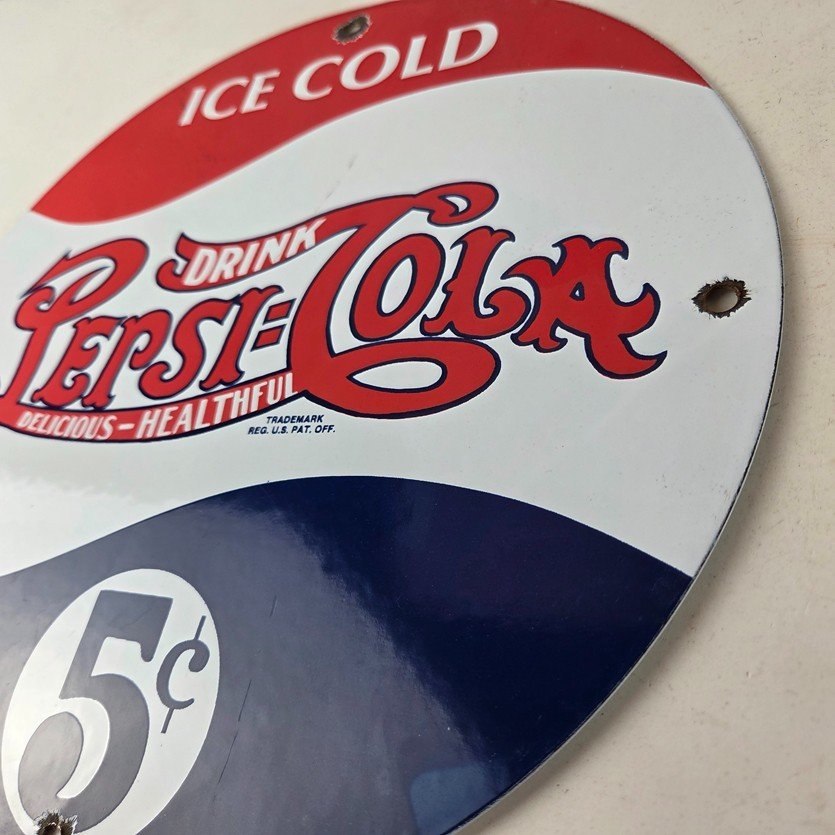 ICE COLD
DRINK
PEPSI=COLA
DELICIOUS-HEALTHFUL
TRADEMARK
REG. U.S. PAT. OFF.
5¢